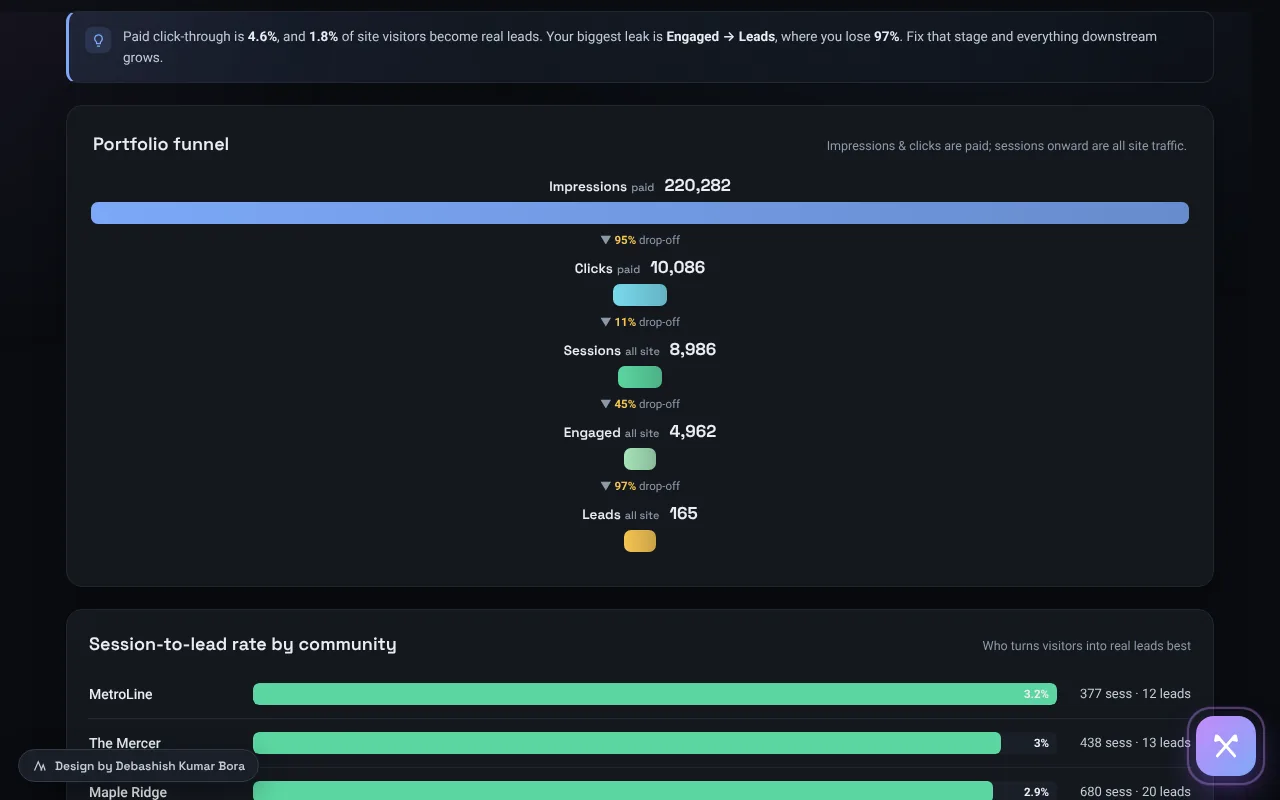 Paid click-through is 4.6%, and 1.8% of site visitors become real leads. Your biggest leak is Engaged → Leads, where you lose 97%. Fix that stage and everything downstream
grows.
Portfolio funnel
Impressions & clicks are paid; sessions onward are all site traffic.
Impressions paid 220,282
▼ 95% drop-off
Clicks paid 10,086
▼ 11% drop-off
Sessions all site 8,986
▼ 45% drop-off
Engaged all site 4,962
▼ 97% drop-off
Leads all site 165
Session-to-lead rate by community
Who turns visitors into real leads best
MetroLine 3.2% 377 sess · 12 leads
The Mercer 3% 438 sess · 13 leads
Design by Debashish Kumar Bora
Maple Ridge 2.9% 680 sess · 20 leads